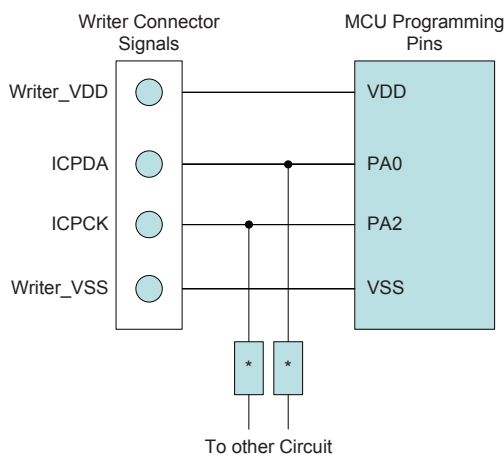 Writer Connector
Signals
MCU Programming
Pins
Writer_VDD
VDD
ICPDA
PA0
ICPCK
PA2
Writer_VSS
VSS
* *
To other Circuit